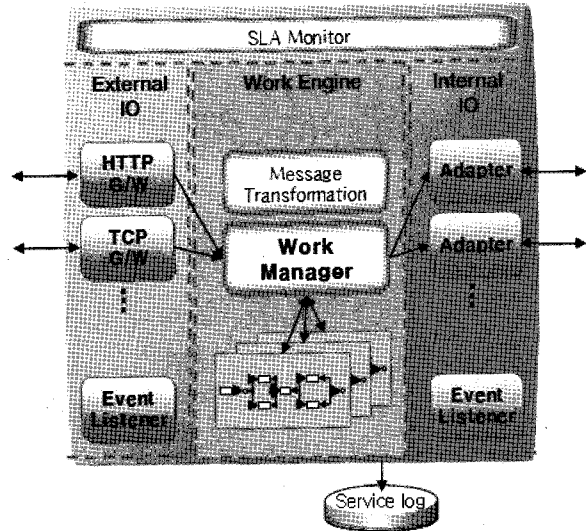 SLA Monitor
External
IO
Work Engine
Internal
IO
HTTP
G/W
Message
Transformation
Adapter
TCP
G/W
Work
Manager
Adapter
Event
Listener
Event
Listener
Service log